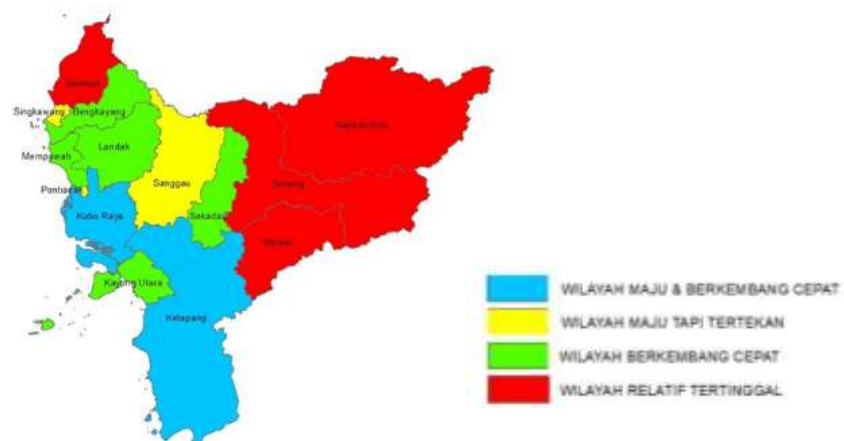 Sambas
Singkawang
Bengkayang
Mempawah
Landak
Pontianak
Sanggau
Kubu Raya
Sekadau
Sintang
Kapuas Hulu
Melawi
Kayong Utara
Ketapang
WILAYAH MAJU & BERKEMBANG CEPAT
WILAYAH MAJU TAPI TERTEKAN
WILAYAH BERKEMBANG CEPAT
WILAYAH RELATIF TERTINGGAL